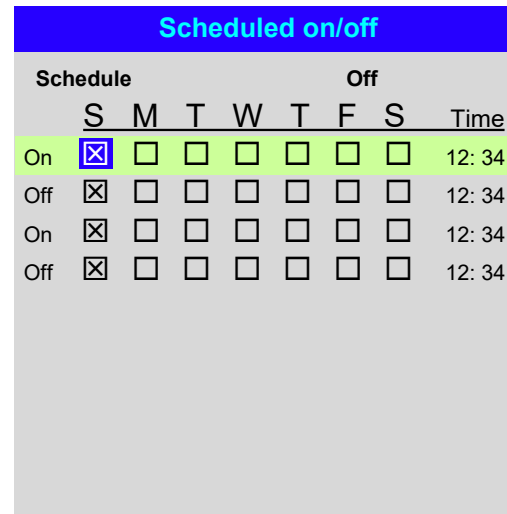 Scheduled on/off
Schedule Off
S M T W T F S Time
On ☒ ☐ ☐ ☐ ☐ ☐ ☐ 12: 34
Off ☒ ☐ ☐ ☐ ☐ ☐ ☐ 12: 34
On ☒ ☐ ☐ ☐ ☐ ☐ ☐ 12: 34
Off ☒ ☐ ☐ ☐ ☐ ☐ ☐ 12: 34